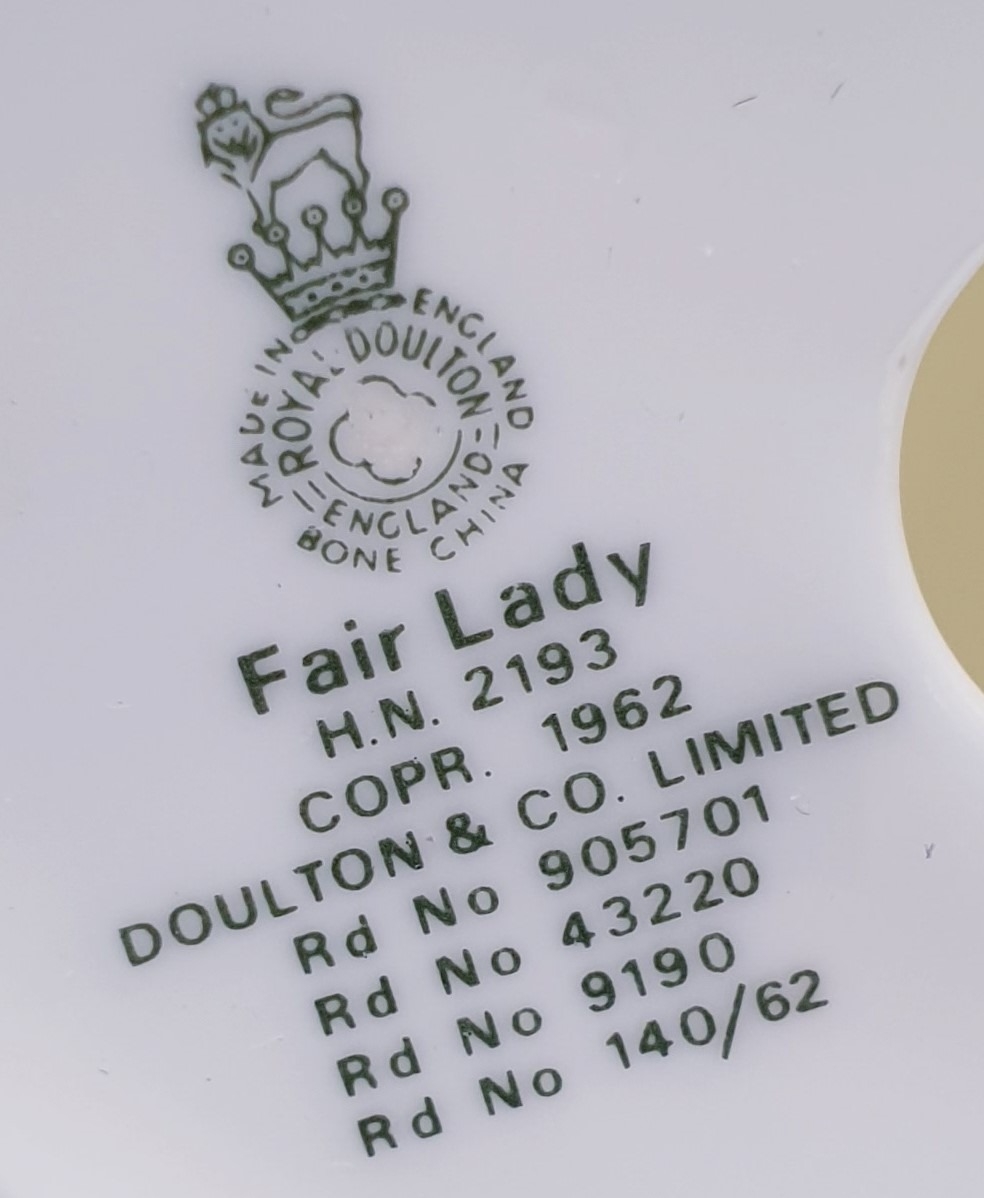 MADE IN ENGLAND
ROYAL DOULTON
ENGLAND
BONE CHINA
Fair Lady
H.N. 2193
COPR. 1962
DOULTON & CO. LIMITED
Rd No 905701
Rd No 43220
Rd No 9190
Rd No 140/62